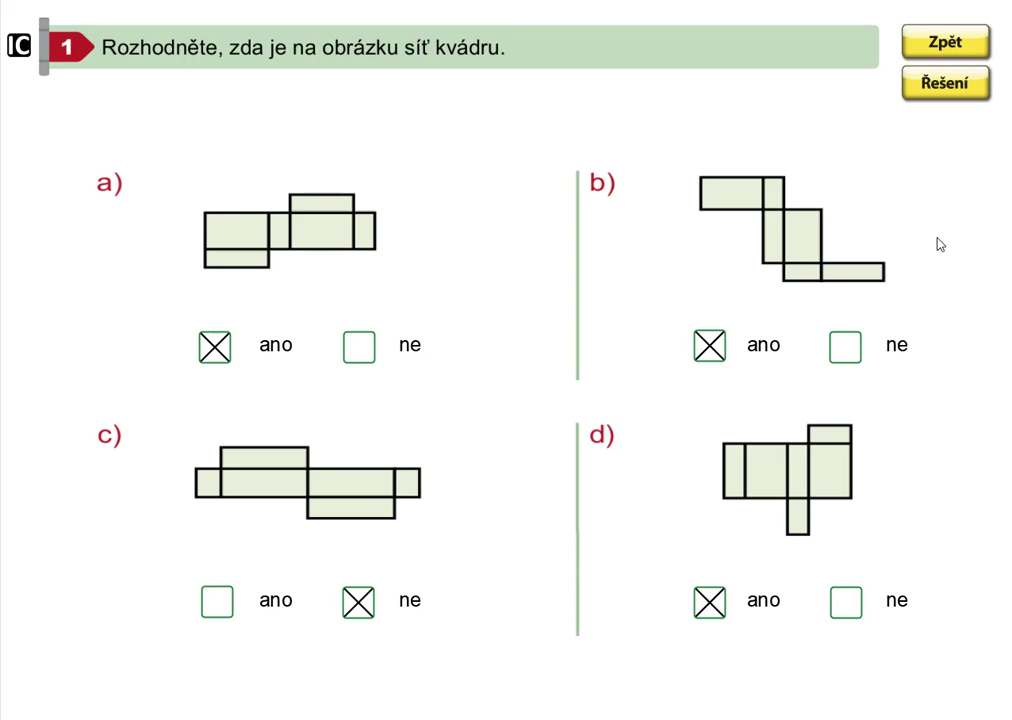 IC
1 Rozhodněte, zda je na obrázku síť kvádru.
Zpět
Řešení
a)
b)
ano ne
ano ne
c)
d)
ano ne
ano ne